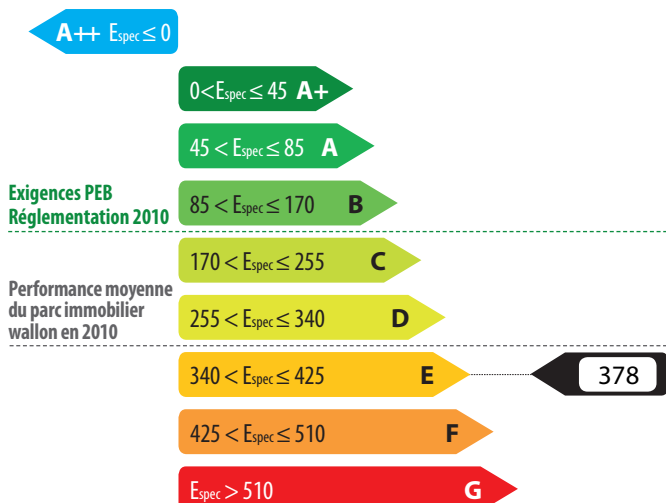 A++ Espec ≤ 0
0 < Espec ≤ 45 A+
45 < Espec ≤ 85 A
Exigences PEB
Réglementation 2010
85 < Espec ≤ 170 B
170 < Espec ≤ 255 C
Performance moyenne
du parc immobilier
wallon en 2010
255 < Espec ≤ 340 D
340 < Espec ≤ 425 E 378
425 < Espec ≤ 510 F
Espec > 510 G